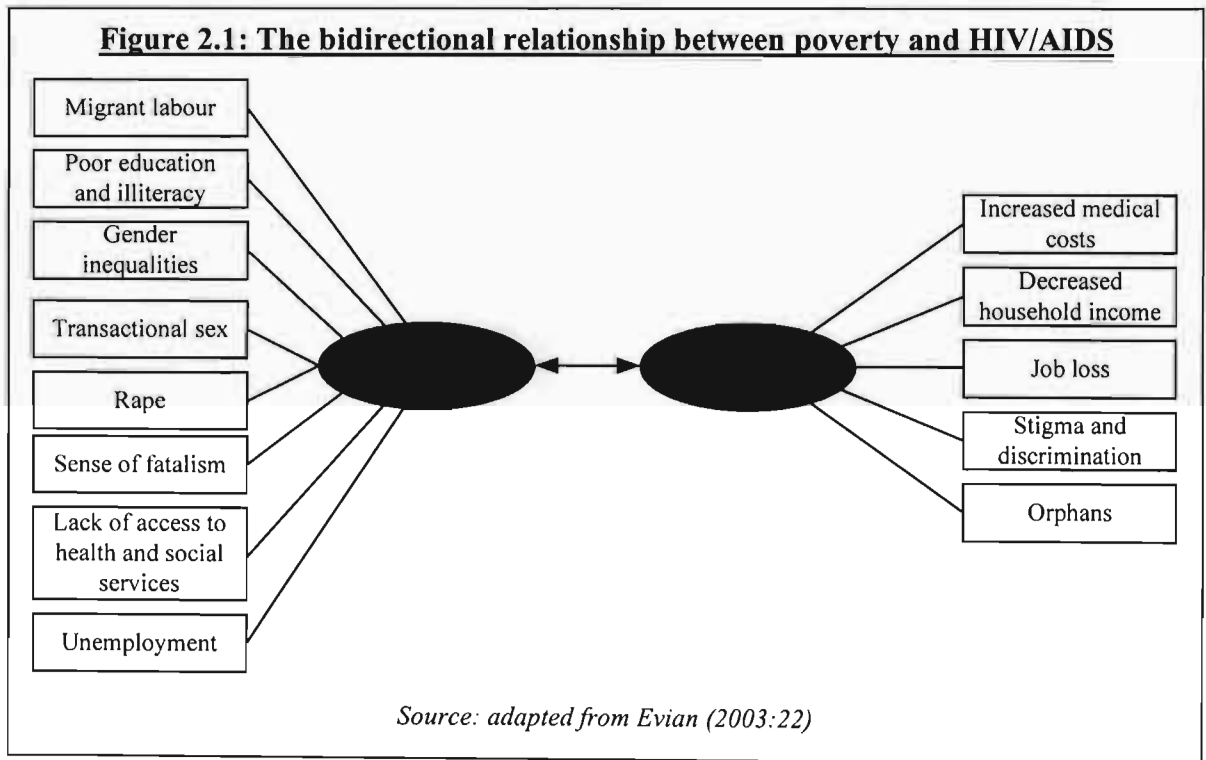 Figure 2.1: The bidirectional relationship between poverty and HIV/AIDS
Migrant labour
Poor education
and illiteracy
Gender
inequalities
Transactional sex
Rape
Sense of fatalism
Lack of access to
health and social
services
Unemployment
Increased medical
costs
Decreased
household income
Job loss
Stigma and
discrimination
Orphans
Source: adapted from Evian (2003:22)